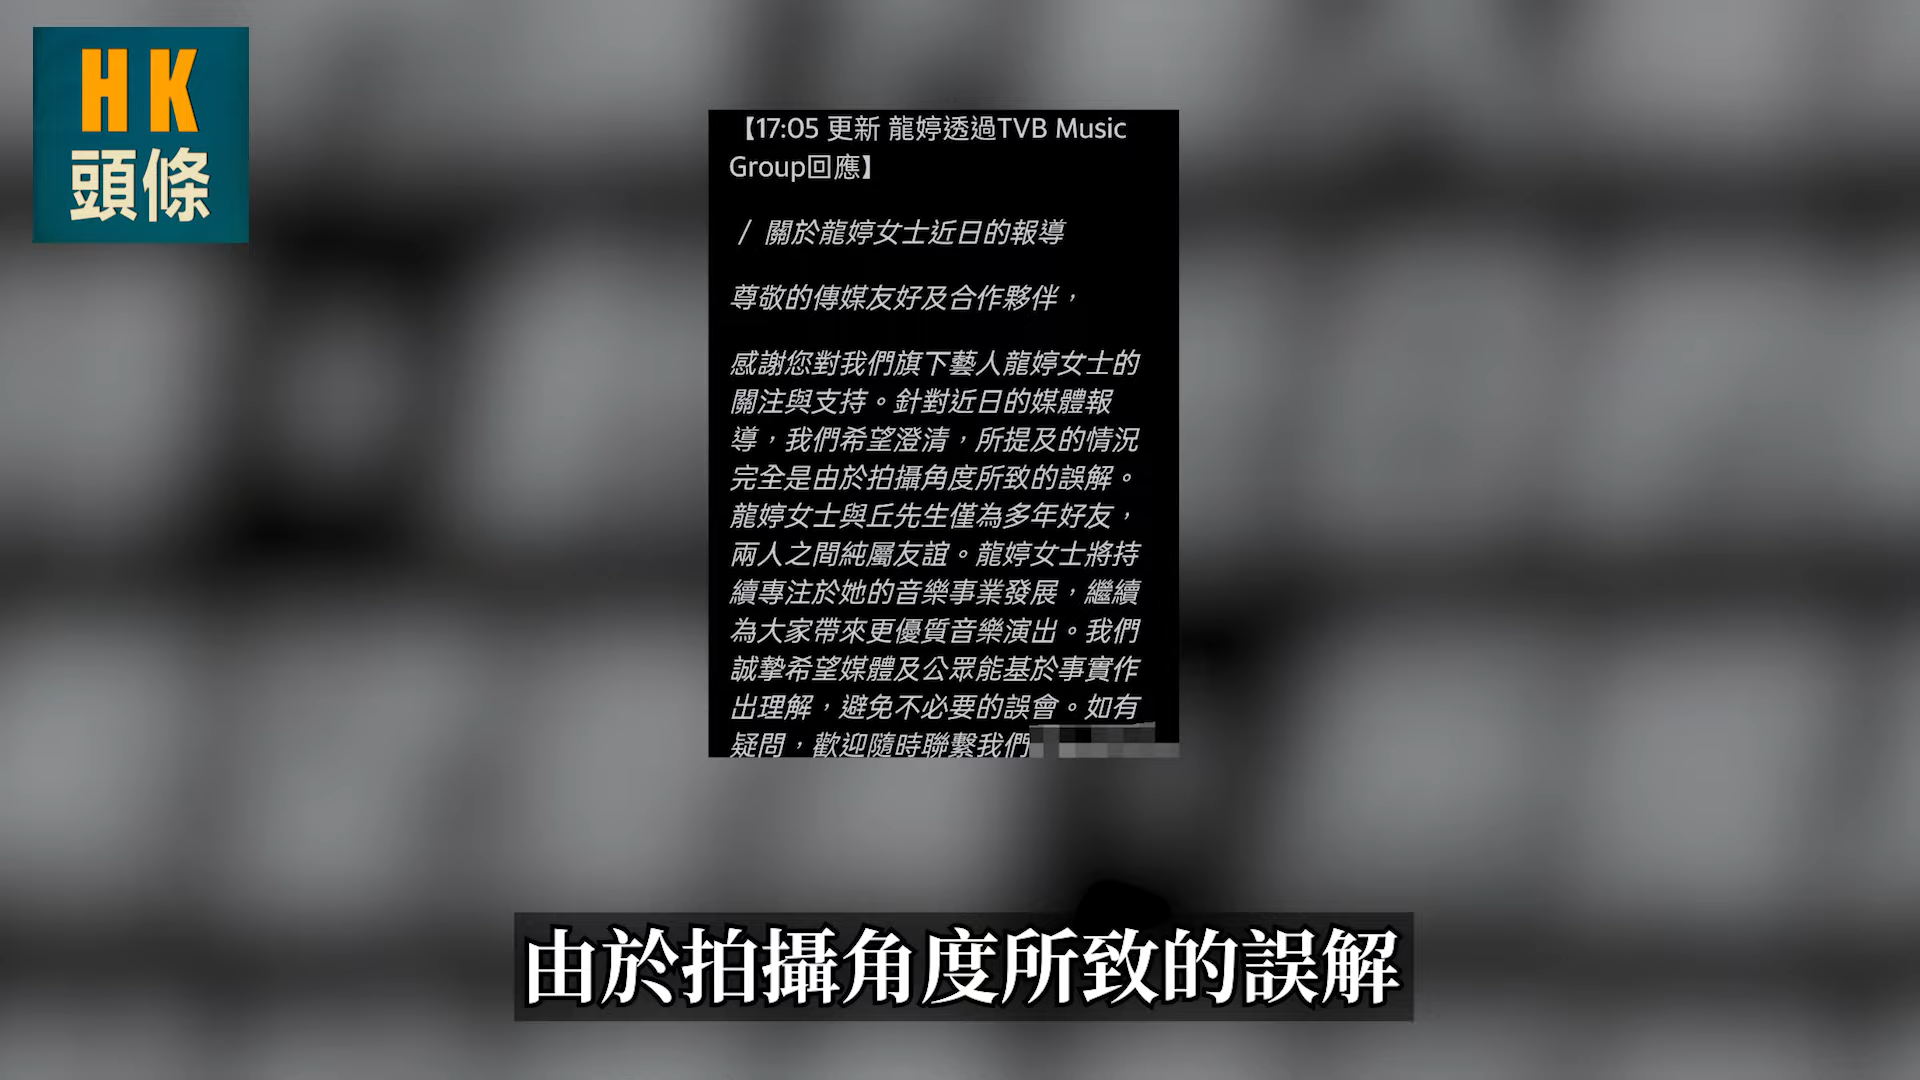 HK
頭條
【17:05 更新 龍婷透過TVB Music
Group回應】
/ 關於龍婷女士近日的報導
尊敬的傳媒友好及合作夥伴，
感謝您對我們旗下藝人龍婷女士的
關注與支持。針對近日的媒體報
導，我們希望澄清，所提及的情況
完全是由於拍攝角度所致的誤解。
龍婷女士與丘先生僅為多年好友，
兩人之間純屬友誼。龍婷女士將持
續專注於她的音樂事業發展，繼續
為大家帶來更優質音樂演出。我們
誠摯希望媒體及公眾能基於事實作
出理解，避免不必要的誤會。如有
疑問，歡迎隨時聯繫我們
由於拍攝角度所致的誤解